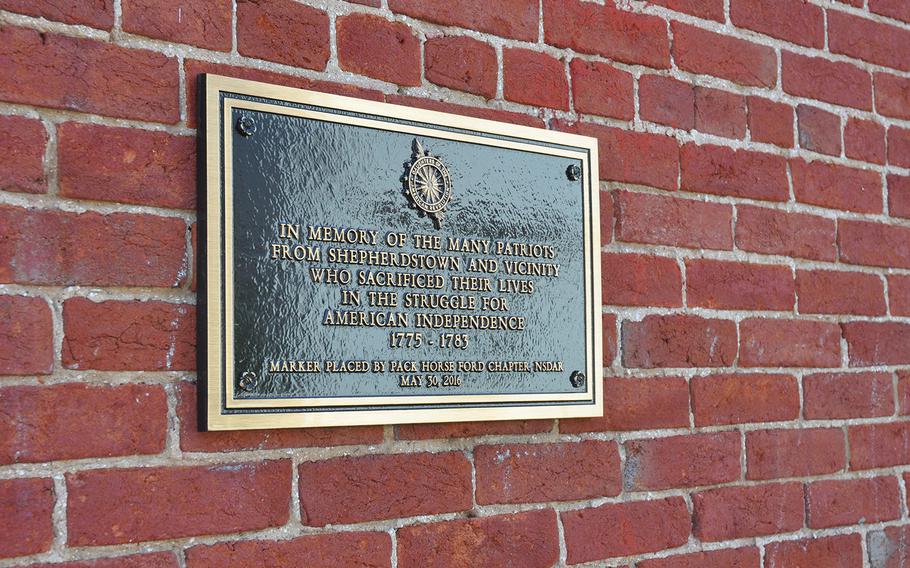 IN MEMORY OF THE MANY PATRIOTS
FROM SHEPHERDSTOWN AND VICINITY
WHO SACRIFICED THEIR LIVES
IN THE STRUGGLE FOR
AMERICAN INDEPENDENCE
1775 - 1783
MARKER PLACED BY PACK HORSE FORD CHAPTER, NSDAR
MAY 30, 2016